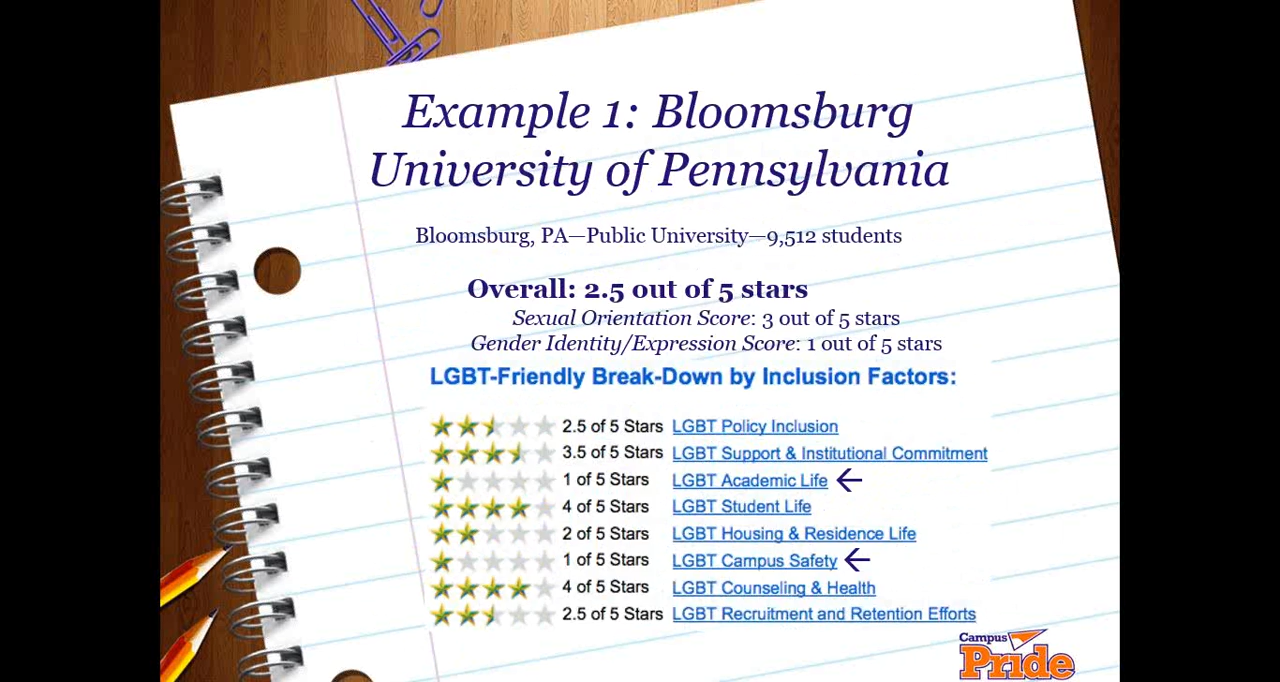 Example 1: Bloomsburg
University of Pennsylvania
Bloomsburg, PA—Public University—9,512 students
Overall: 2.5 out of 5 stars
Sexual Orientation Score: 3 out of 5 stars
Gender Identity/Expression Score: 1 out of 5 stars
LGBT-Friendly Break-Down by Inclusion Factors:
2.5 of 5 Stars LGBT Policy Inclusion
3.5 of 5 Stars LGBT Support & Institutional Commitment
1 of 5 Stars LGBT Academic Life
4 of 5 Stars LGBT Student Life
2 of 5 Stars LGBT Housing & Residence Life
1 of 5 Stars LGBT Campus Safety
4 of 5 Stars LGBT Counseling & Health
2.5 of 5 Stars LGBT Recruitment and Retention Efforts
Campus
Pride